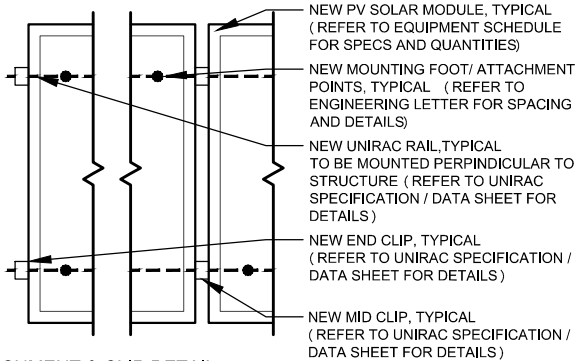 NEW PV SOLAR MODULE, TYPICAL
( REFER TO EQUIPMENT SCHEDULE
FOR SPECS AND QUANTITIES)
NEW MOUNTING FOOT/ ATTACHMENT
POINTS, TYPICAL ( REFER TO
ENGINEERING LETTER FOR SPACING
AND DETAILS)
NEW UNIRAC RAIL,TYPICAL
TO BE MOUNTED PERPINDICULAR TO
STRUCTURE ( REFER TO UNIRAC
SPECIFICATION / DATA SHEET FOR
DETAILS )
NEW END CLIP, TYPICAL
( REFER TO UNIRAC SPECIFICATION /
DATA SHEET FOR DETAILS )
NEW MID CLIP, TYPICAL
( REFER TO UNIRAC SPECIFICATION /
DATA SHEET FOR DETAILS )